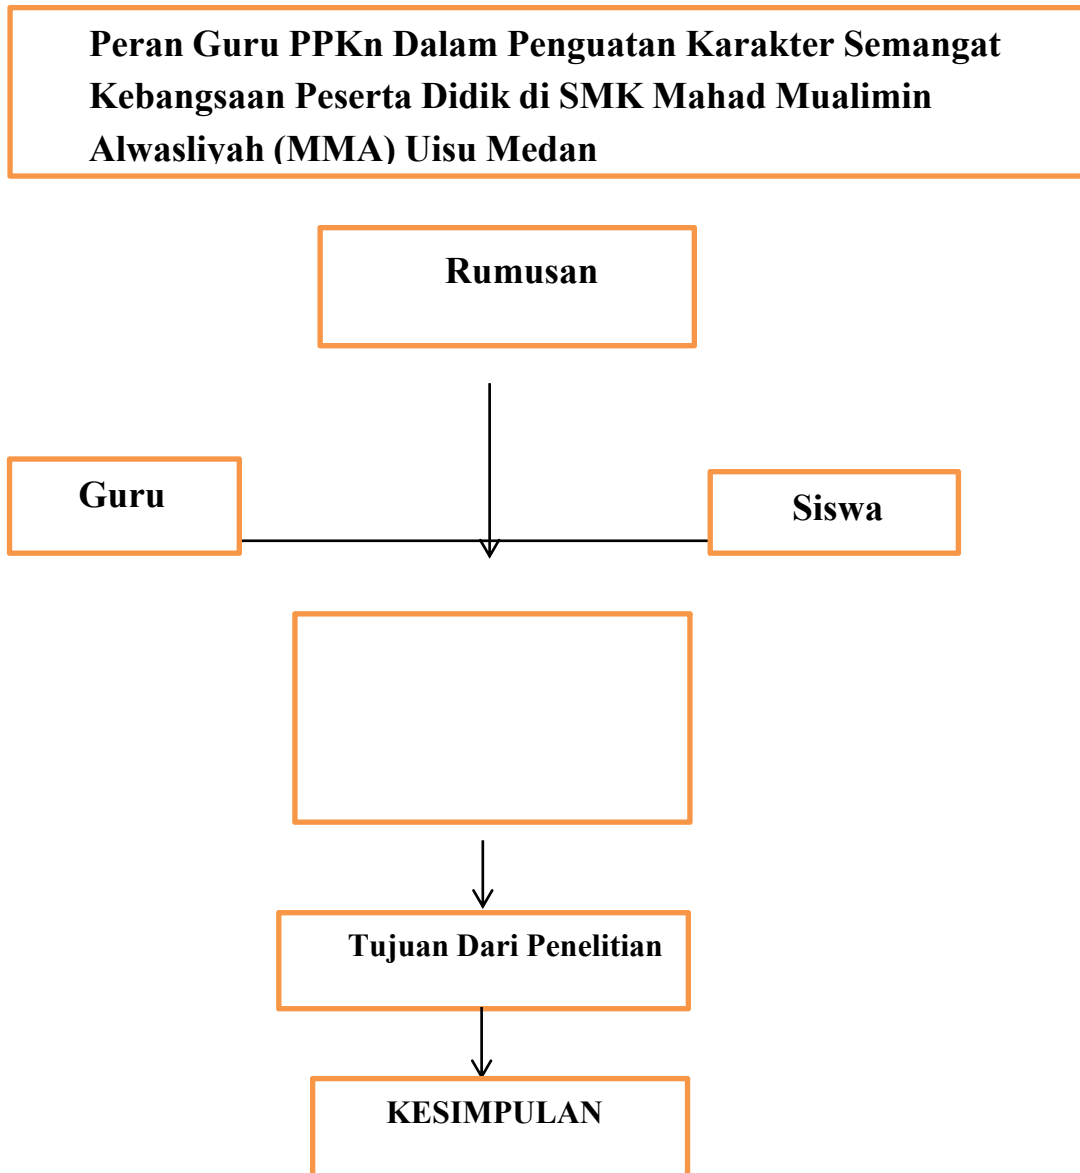 Peran Guru PPKn Dalam Penguatan Karakter Semangat
Kebangsaan Peserta Didik di SMK Mahad Mualimin
Alwasliyah (MMA) Uisu Medan
Rumusan
Guru
Siswa
Tujuan Dari Penelitian
KESIMPULAN